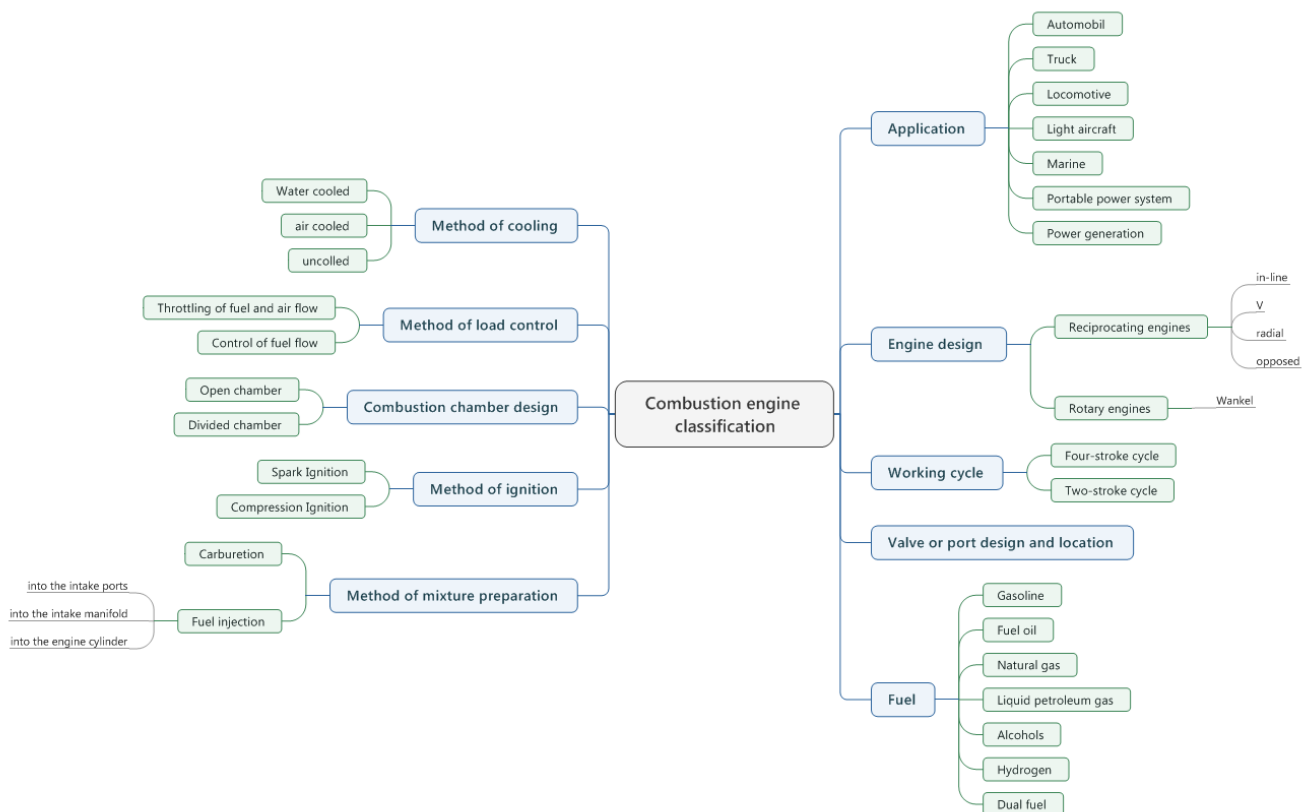 Combustion engine
classification
Application
Automobil
Truck
Locomotive
Light aircraft
Marine
Portable power system
Power generation
Engine design
Reciprocating engines
in-line
V
radial
opposed
Rotary engines
Wankel
Working cycle
Four-stroke cycle
Two-stroke cycle
Valve or port design and location
Fuel
Gasoline
Fuel oil
Natural gas
Liquid petroleum gas
Alcohols
Hydrogen
Dual fuel
Method of cooling
Water cooled
air cooled
uncolled
Method of load control
Throttling of fuel and air flow
Control of fuel flow
Combustion chamber design
Open chamber
Divided chamber
Method of ignition
Spark Ignition
Compression Ignition
Method of mixture preparation
Carburetion
Fuel injection
into the intake ports
into the intake manifold
into the engine cylinder